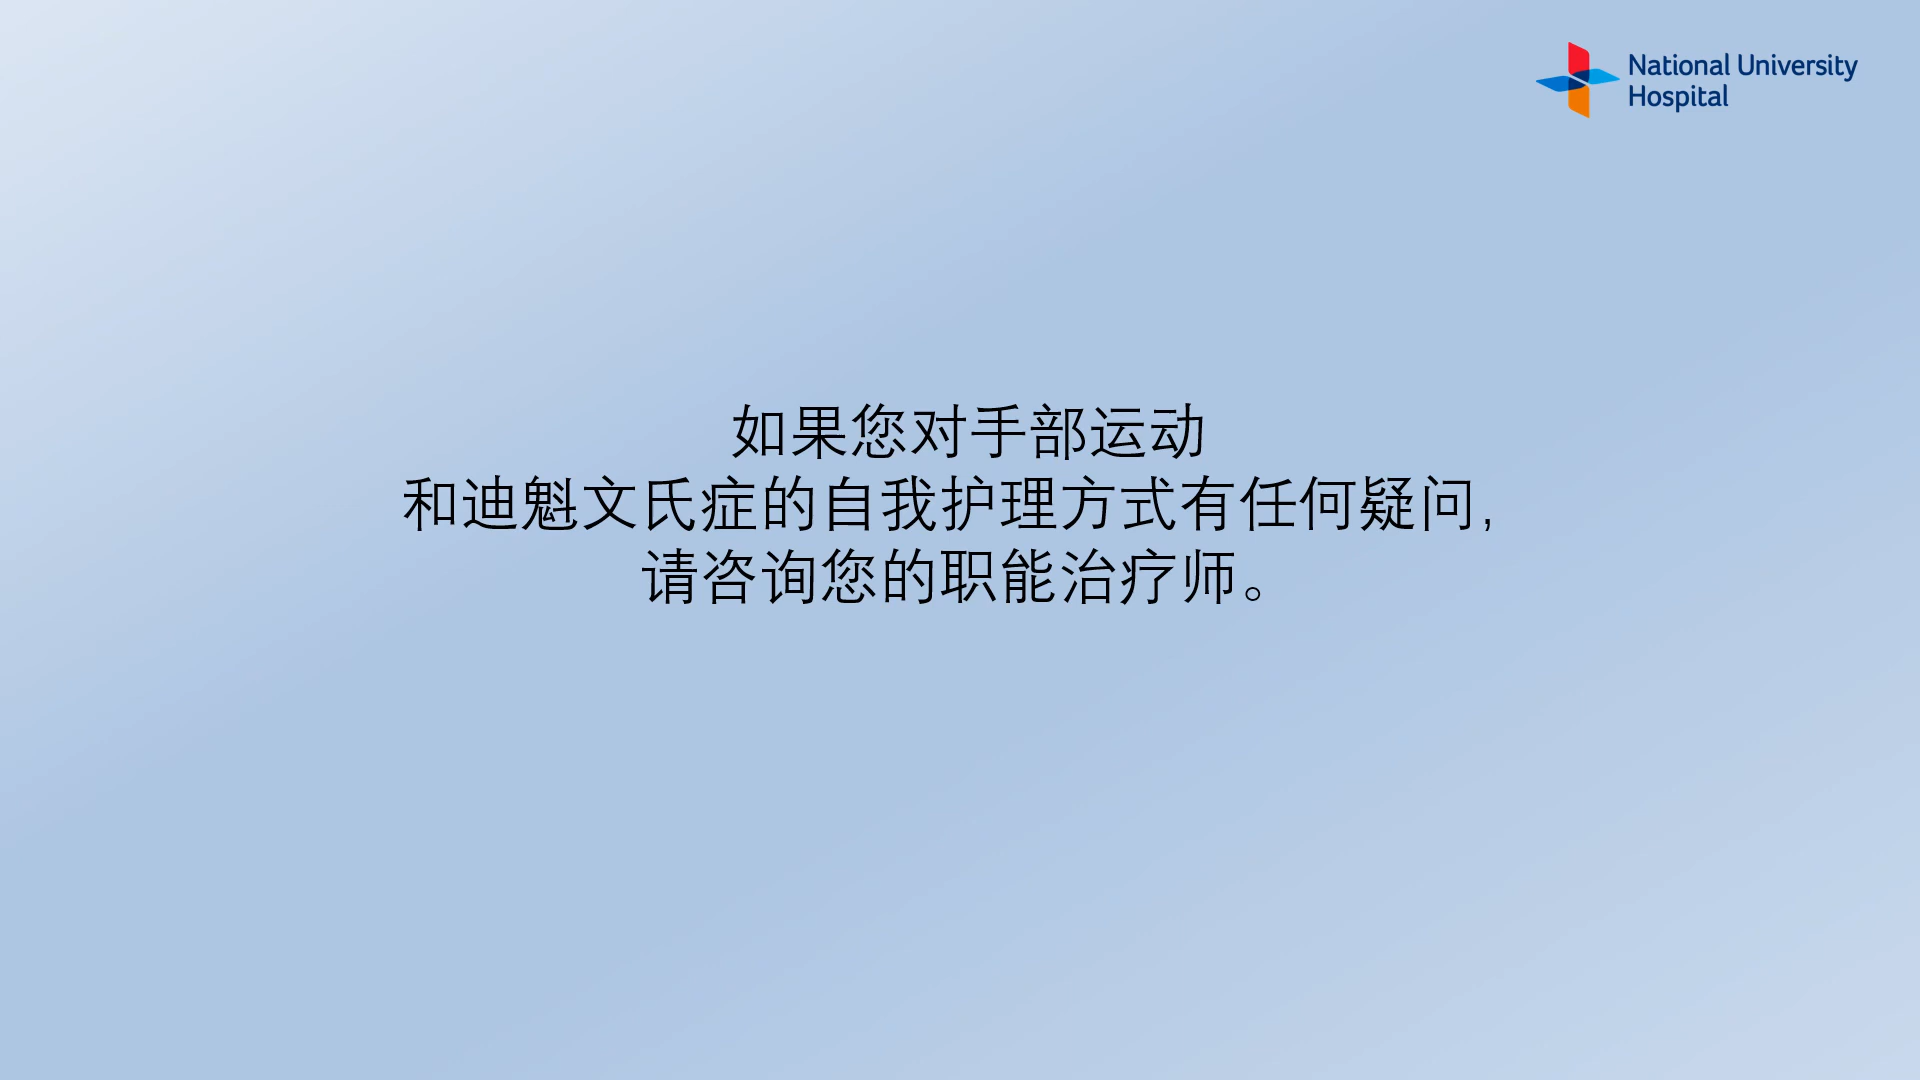 National University
Hospital
如果您对手部运动
和迪魁文氏症的自我护理方式有任何疑问，
请咨询您的职能治疗师。